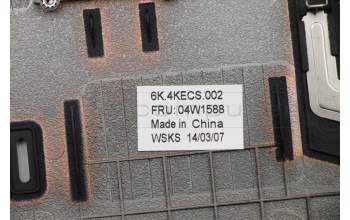 6K.4KECS.002
FRU:04W1588
Made in China
WSKS 14/03/07